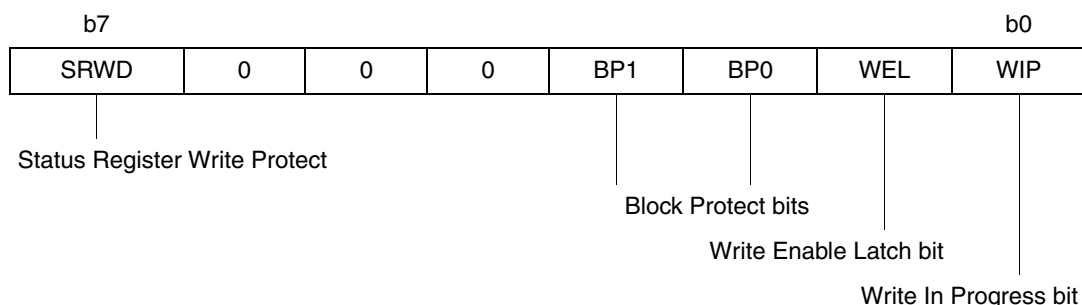 b7 b0
SRWD 0 0 0 BP1 BP0 WEL WIP
Status Register Write Protect
Block Protect bits
Write Enable Latch bit
Write In Progress bit